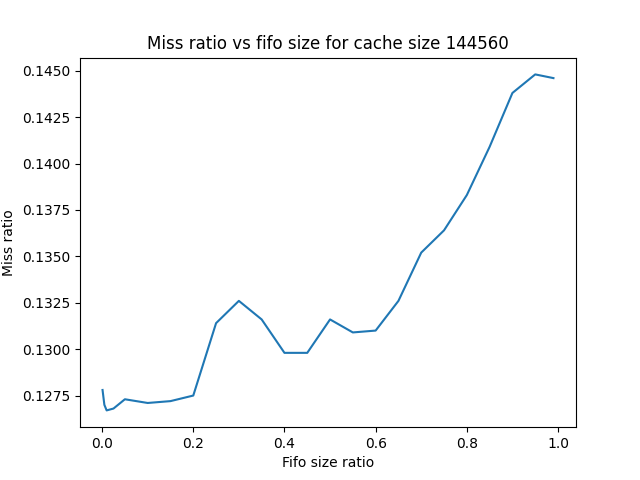 Miss ratio vs fifo size for cache size 144560
0.1450
0.1425
0.1400
0.1375
0.1350
0.1325
0.1300
0.1275
Miss ratio
0.0 0.2 0.4 0.6 0.8 1.0
Fifo size ratio